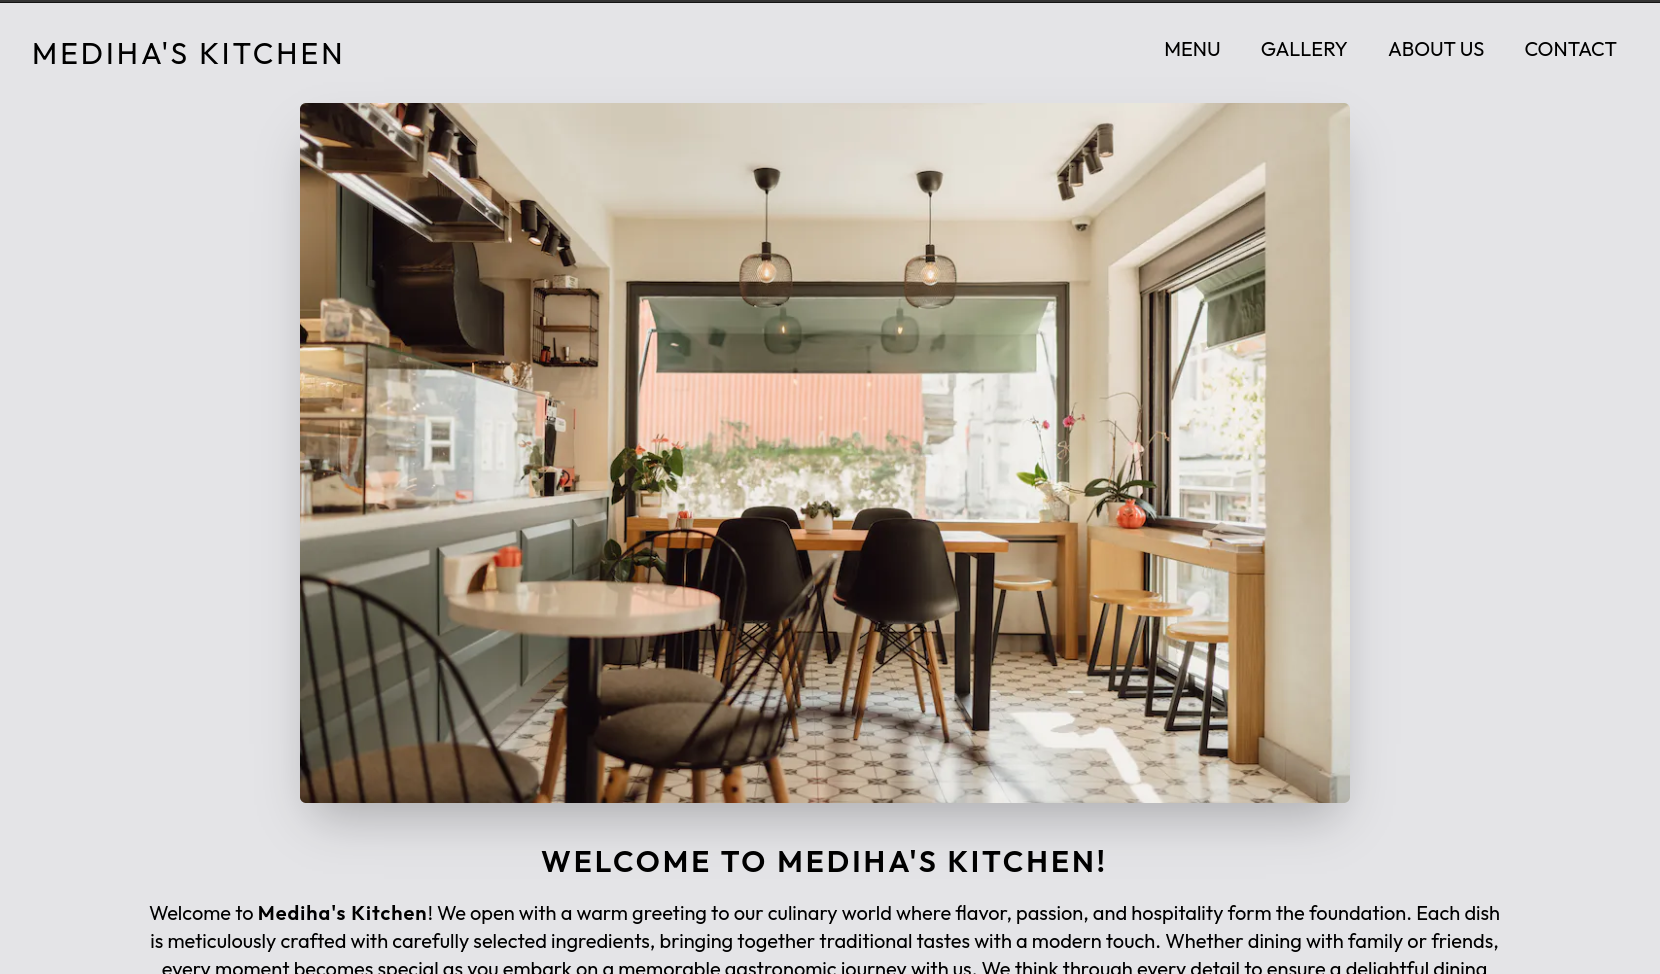 MEDIHA'S KITCHEN
MENU GALLERY ABOUT US CONTACT
WELCOME TO MEDIHA'S KITCHEN!
Welcome to Mediha's Kitchen! We open with a warm greeting to our culinary world where flavor, passion, and hospitality form the foundation. Each dish
is meticulously crafted with carefully selected ingredients, bringing together traditional tastes with a modern touch. Whether dining with family or friends,
every moment becomes special as you embark on a memorable gastronomic journey with us. We think through every detail to ensure a delightful dining